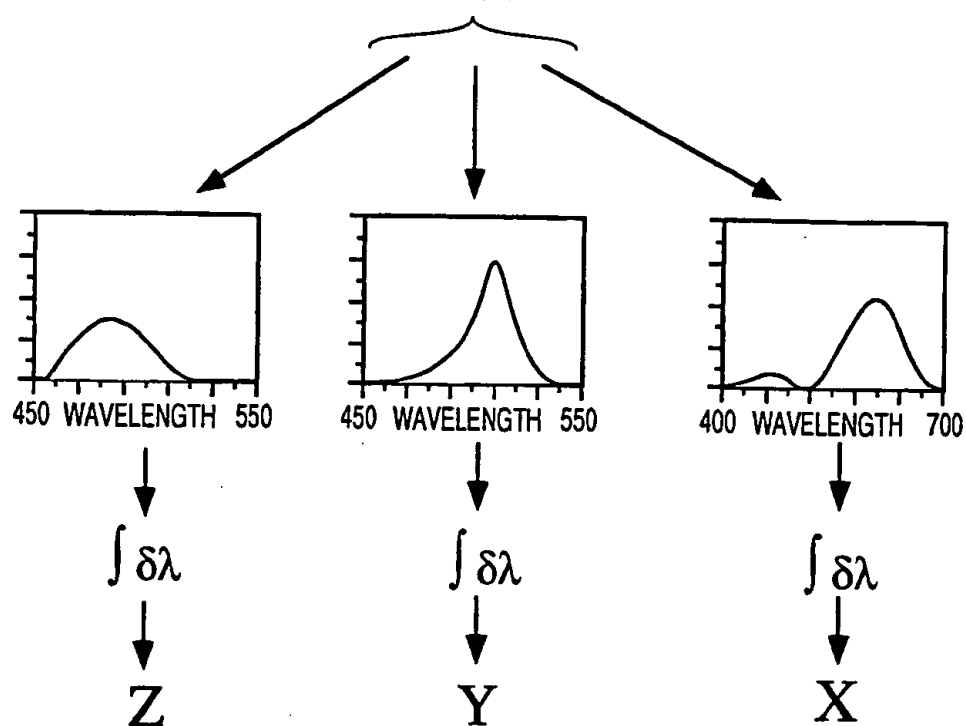 450 WAVELENGTH 550
450 WAVELENGTH 550
400 WAVELENGTH 700
∫ δλ
∫ δλ
∫ δλ
Z
Y
X